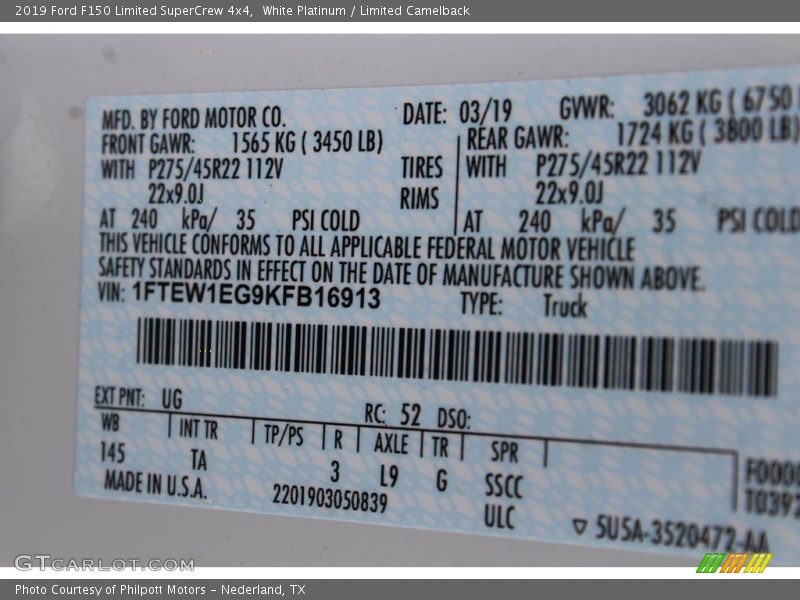 2019 Ford F150 Limited SuperCrew 4x4,  White Platinum / Limited Camelback
MFD. BY FORD MOTOR CO. DATE: 03/19 GVWR: 3062 KG ( 6750
FRONT GAWR: 1565 KG ( 3450 LB) REAR GAWR: 1724 KG ( 3800 LB)
WITH P275/45R22 112V TIRES WITH P275/45R22 112V
22x9.0J RIMS 22x9.0J
AT 240 kPa/ 35 PSI COLD AT 240 kPa/ 35 PSI COLD
THIS VEHICLE CONFORMS TO ALL APPLICABLE FEDERAL MOTOR VEHICLE
SAFETY STANDARDS IN EFFECT ON THE DATE OF MANUFACTURE SHOWN ABOVE.
VIN: 1FTEW1EG9KFB16913 TYPE: Truck
EXT PNT: UG RC: 52 DSO:
WB INT TR TP/PS R AXLE TR SPR
145 TA 3 L9 G SSCC
MADE IN U.S.A. 2201903050839 ULC
▽ 5U5A-3520472-AA
GTcarlot.com
Photo Courtesy of Philpott Motors - Nederland, TX